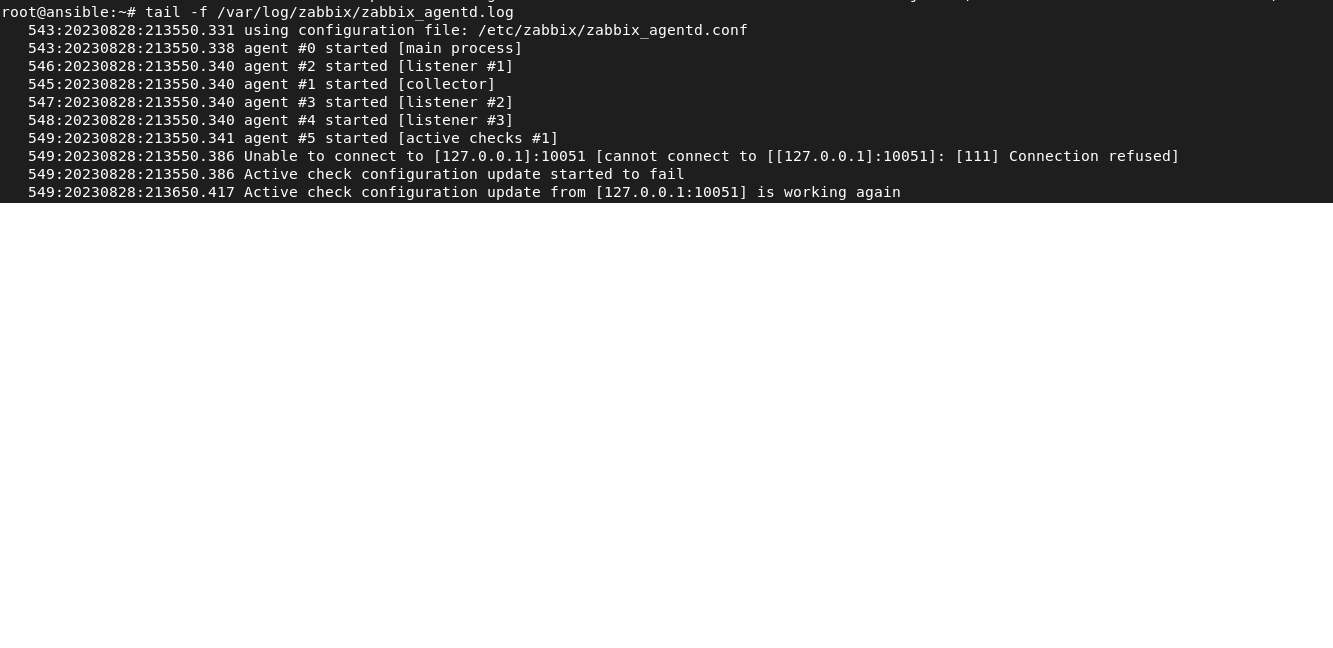 root@ansible:~# tail -f /var/log/zabbix/zabbix_agentd.log
543:20230828:213550.331 using configuration file: /etc/zabbix/zabbix_agentd.conf
543:20230828:213550.338 agent #0 started [main process]
546:20230828:213550.340 agent #2 started [listener #1]
545:20230828:213550.340 agent #1 started [collector]
547:20230828:213550.340 agent #3 started [listener #2]
548:20230828:213550.340 agent #4 started [listener #3]
549:20230828:213550.341 agent #5 started [active checks #1]
549:20230828:213550.386 Unable to connect to [127.0.0.1]:10051 [cannot connect to [[127.0.0.1]:10051]: [111] Connection refused]
549:20230828:213550.386 Active check configuration update started to fail
549:20230828:213650.417 Active check configuration update from [127.0.0.1:10051] is working again